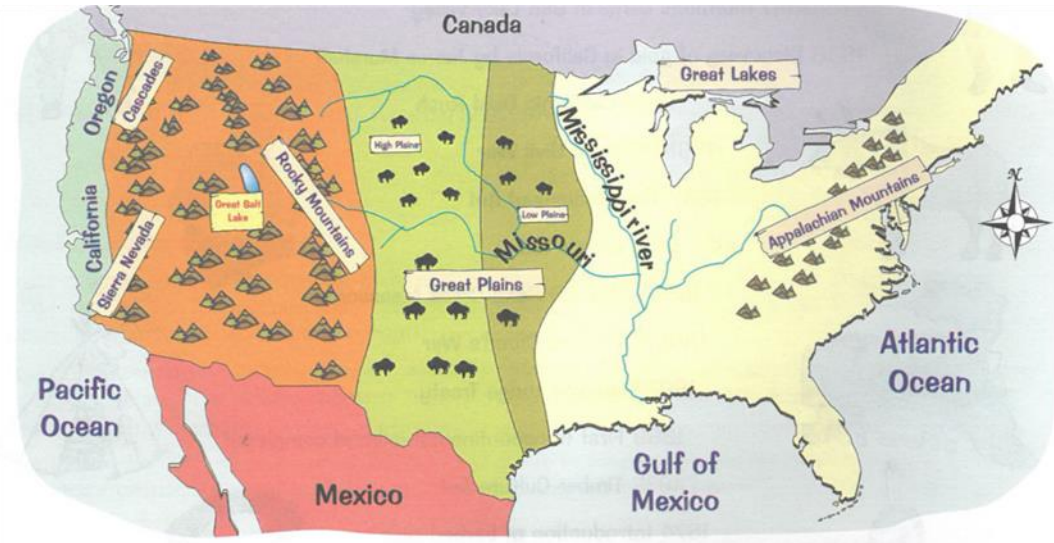 Canada
Great Lakes
Oregon
Cascades
High Plains
Mississippi river
Rocky Mountains
Great Salt
Lake
Low Plains
Appalachian Mountains
N
California
Sierra Nevada
Missouri
Great Plains
Pacific
Ocean
Atlantic
Ocean
Mexico
Gulf of
Mexico